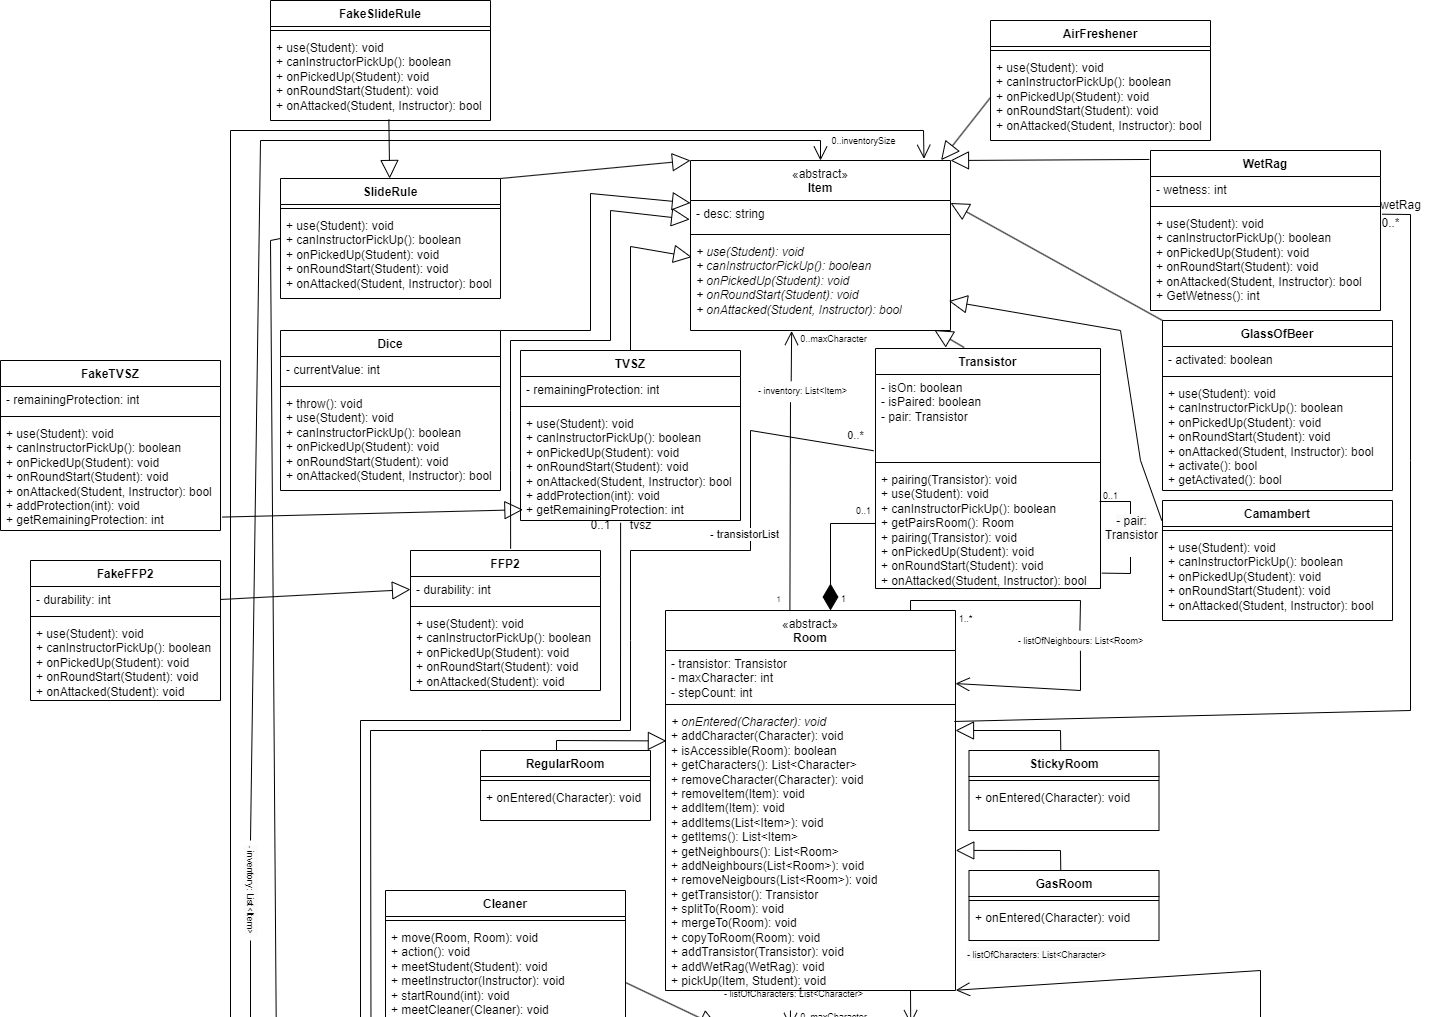 FakeSlideRule
+ use(Student): void
+ canInstructorPickUp(): boolean
+ onPickedUp(Student): void
+ onRoundStart(Student): void
+ onAttacked(Student, Instructor): bool
AirFreshener
+ use(Student): void
+ canInstructorPickUp(): boolean
+ onPickedUp(Student): void
+ onRoundStart(Student): void
+ onAttacked(Student, Instructor): bool
0..inventorySize
SlideRule
+ use(Student): void
+ canInstructorPickUp(): boolean
+ onPickedUp(Student): void
+ onRoundStart(Student): void
+ onAttacked(Student, Instructor): bool
«abstract»
Item
- desc: string
+ use(Student): void
+ canInstructorPickUp(): boolean
+ onPickedUp(Student): void
+ onRoundStart(Student): void
+ onAttacked(Student, Instructor): bool
WetRag
- wetness: int
+ use(Student): void
+ canInstructorPickUp(): boolean
+ onPickedUp(Student): void
+ onRoundStart(Student): void
+ onAttacked(Student, Instructor): bool
+ GetWetness(): int
wetRag
0..*
Dice
- currentValue: int
+ throw(): void
+ use(Student): void
+ canInstructorPickUp(): boolean
+ onPickedUp(Student): void
+ onRoundStart(Student): void
+ onAttacked(Student, Instructor): bool
FakeTVSZ
- remainingProtection: int
+ use(Student): void
+ canInstructorPickUp(): boolean
+ onPickedUp(Student): void
+ onRoundStart(Student): void
+ onAttacked(Student, Instructor): bool
+ addProtection(int): void
+ getRemainingProtection: int
TVSZ
- remainingProtection: int
+ use(Student): void
+ canInstructorPickUp(): boolean
+ onPickedUp(Student): void
+ onRoundStart(Student): void
+ onAttacked(Student, Instructor): bool
+ addProtection(int): void
+ getRemainingProtection: int
0..1
tvsz
0..maxCharacter
- inventory: List<Item>
1
Transistor
- isOn: boolean
- isPaired: boolean
- pair: Transistor
+ pairing(Transistor): void
+ use(Student): void
+ canInstructorPickUp(): boolean
+ getPairsRoom(): Room
+ pairing(Transistor): void
+ onPickedUp(Student): void
+ onRoundStart(Student): void
+ onAttacked(Student, Instructor): bool
0..*
- transistorList
0..1
1
0..1
- pair:
Transistor
GlassOfBeer
- activated: boolean
+ use(Student): void
+ canInstructorPickUp(): boolean
+ onPickedUp(Student): void
+ onRoundStart(Student): void
+ onAttacked(Student, Instructor): bool
+ activate(): bool
+ getActivated(): bool
Camambert
+ use(Student): void
+ canInstructorPickUp(): boolean
+ onPickedUp(Student): void
+ onRoundStart(Student): void
+ onAttacked(Student, Instructor): bool
FakeFFP2
- durability: int
+ use(Student): void
+ canInstructorPickUp(): boolean
+ onPickedUp(Student): void
+ onRoundStart(Student): void
+ onAttacked(Student): void
FFP2
- durability: int
+ use(Student): void
+ canInstructorPickUp(): boolean
+ onPickedUp(Student): void
+ onRoundStart(Student): void
+ onAttacked(Student): void
«abstract»
Room
- transistor: Transistor
- maxCharacter: int
- stepCount: int
+ onEntered(Character): void
+ addCharacter(Character): void
+ isAccessible(Room): boolean
+ getCharacters(): List<Character>
+ removeCharacter(Character): void
+ removeItem(Item): void
+ addItem(Item): void
+ addItems(List<Item>): void
+ getItems(): List<Item>
+ getNeighbours(): List<Room>
+ addNeighbours(List<Room>): void
+ removeNeigbours(List<Room>): void
+ getTransistor(): Transistor
+ splitTo(Room): void
+ mergeTo(Room): void
+ copyToRoom(Room): void
+ addTransistor(Transistor): void
+ addWetRag(WetRag): void
+ pickUp(Item, Student): void
1..*
- listOfNeighbours: List<Room>
RegularRoom
+ onEntered(Character): void
StickyRoom
+ onEntered(Character): void
GasRoom
+ onEntered(Character): void
- listOfCharacters: List<Character>
- inventory: List<Item>
Cleaner
+ move(Room, Room): void
+ action(): void
+ meetStudent(Student): void
+ meetInstructor(Instructor): void
+ startRound(int): void
+ meetCleaner(Cleaner): void
- listOfCharacters: List<Character>
0..maxCharacter